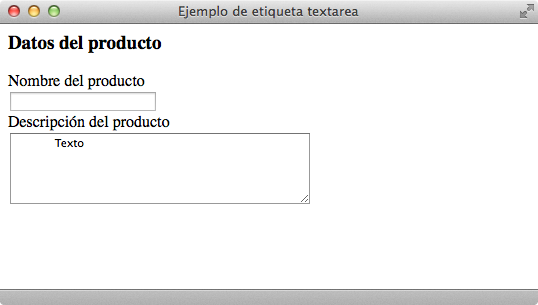 Ejemplo de etiqueta textarea
Datos del producto
Nombre del producto
Descripción del producto
Texto